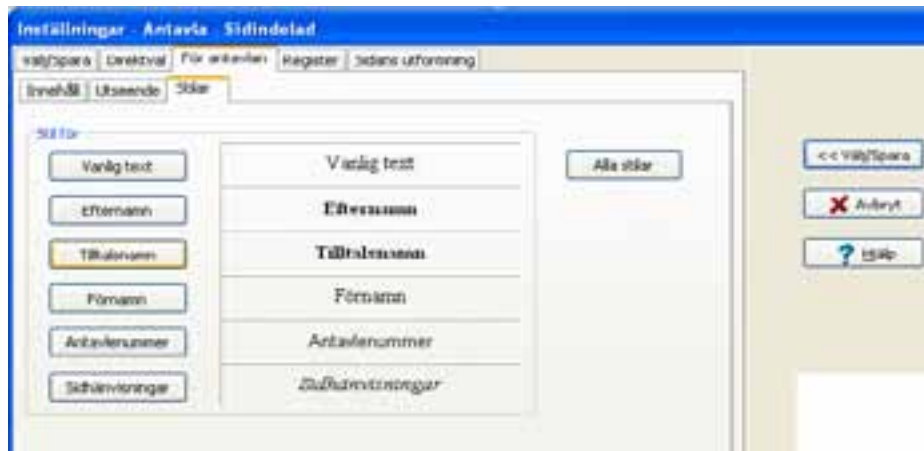 Inställningar - Antavla Sidindelad
Välj/Spara Direktval För antavlan Register Sidans utformning
Innehåll Utseende Stilar
Stil för
Vanlig text Vanlig text Alla stilar << Välj/Spara
Efternamn Efternamn Avbryt
Tilltalsnamn Tilltalsnamn ? Hjälp
Förnamn Förnamn
Antavlenummer Antavlenummer
Sidhänvisningar Sidhänvisningar